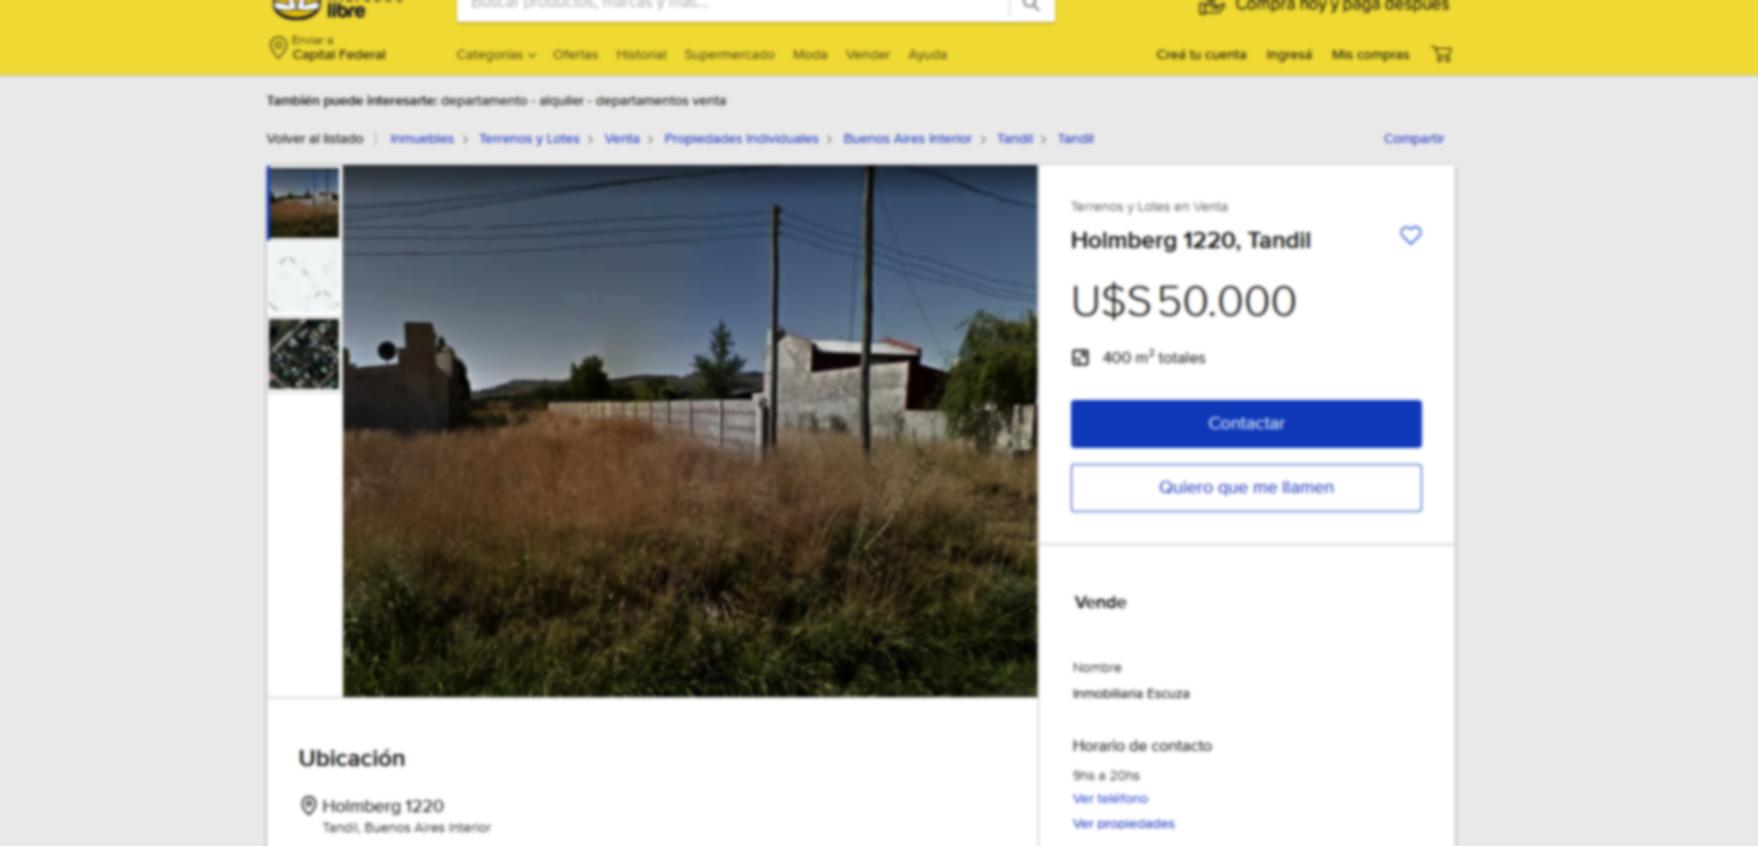 libre
Buscar productos, marcas y más...
Comprá hoy y pagá después
Enviar a
Capital Federal
Categorías Ofertas Historial Supermercado Moda Vender Ayuda
Creá tu cuenta Ingresá Mis compras
También puede interesarte: departamento - alquiler - departamentos venta
Volver al listado | Inmuebles > Terrenos y Lotes > Venta > Propiedades Individuales > Buenos Aires Interior > Tandil > Tandil
Compartir
Terrenos y Lotes en Venta
Holmberg 1220, Tandil
U$S 50.000
400 m² totales
Contactar
Quiero que me llamen
Vende
Nombre
Inmobiliaria Escuza
Horario de contacto
9hs a 20hs
Ver teléfono
Ver propiedades
Ubicación
Holmberg 1220
Tandil, Buenos Aires Interior